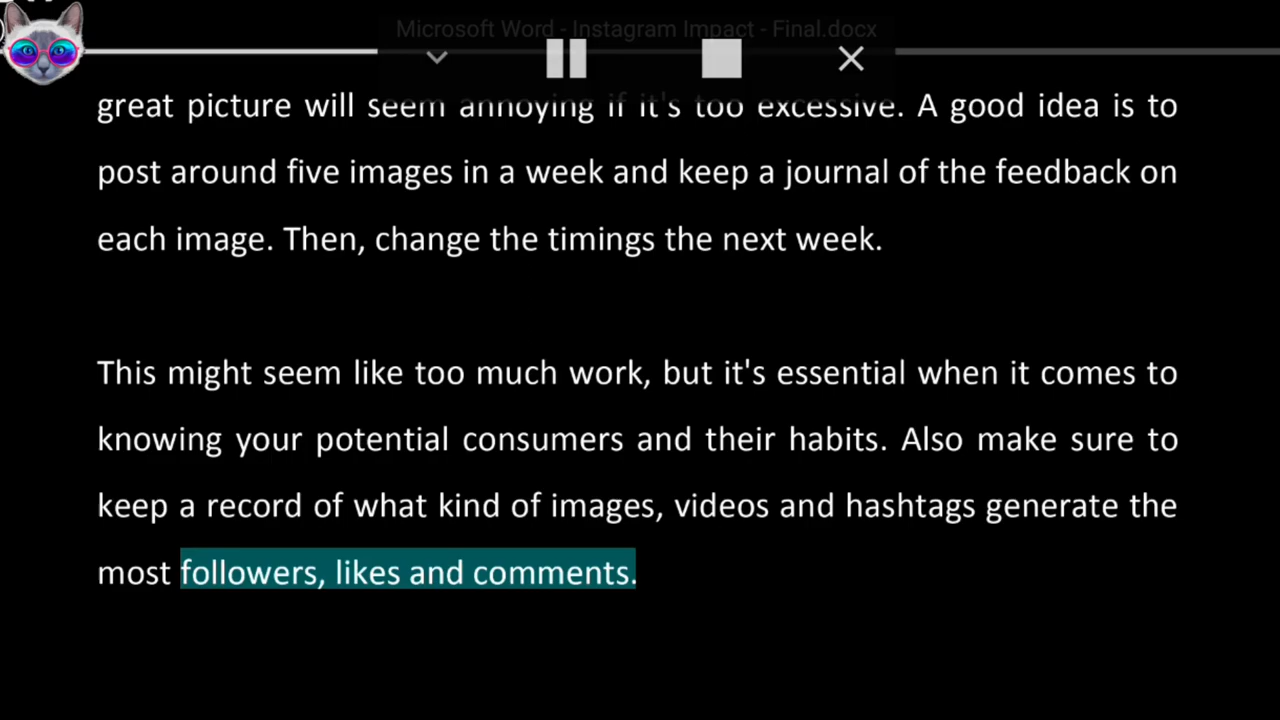 Microsoft Word - Instagram Impact - Final.docx
great picture will seem annoying if it's too excessive. A good idea is to
post around five images in a week and keep a journal of the feedback on
each image. Then, change the timings the next week.
This might seem like too much work, but it's essential when it comes to
knowing your potential consumers and their habits. Also make sure to
keep a record of what kind of images, videos and hashtags generate the
most followers, likes and comments.